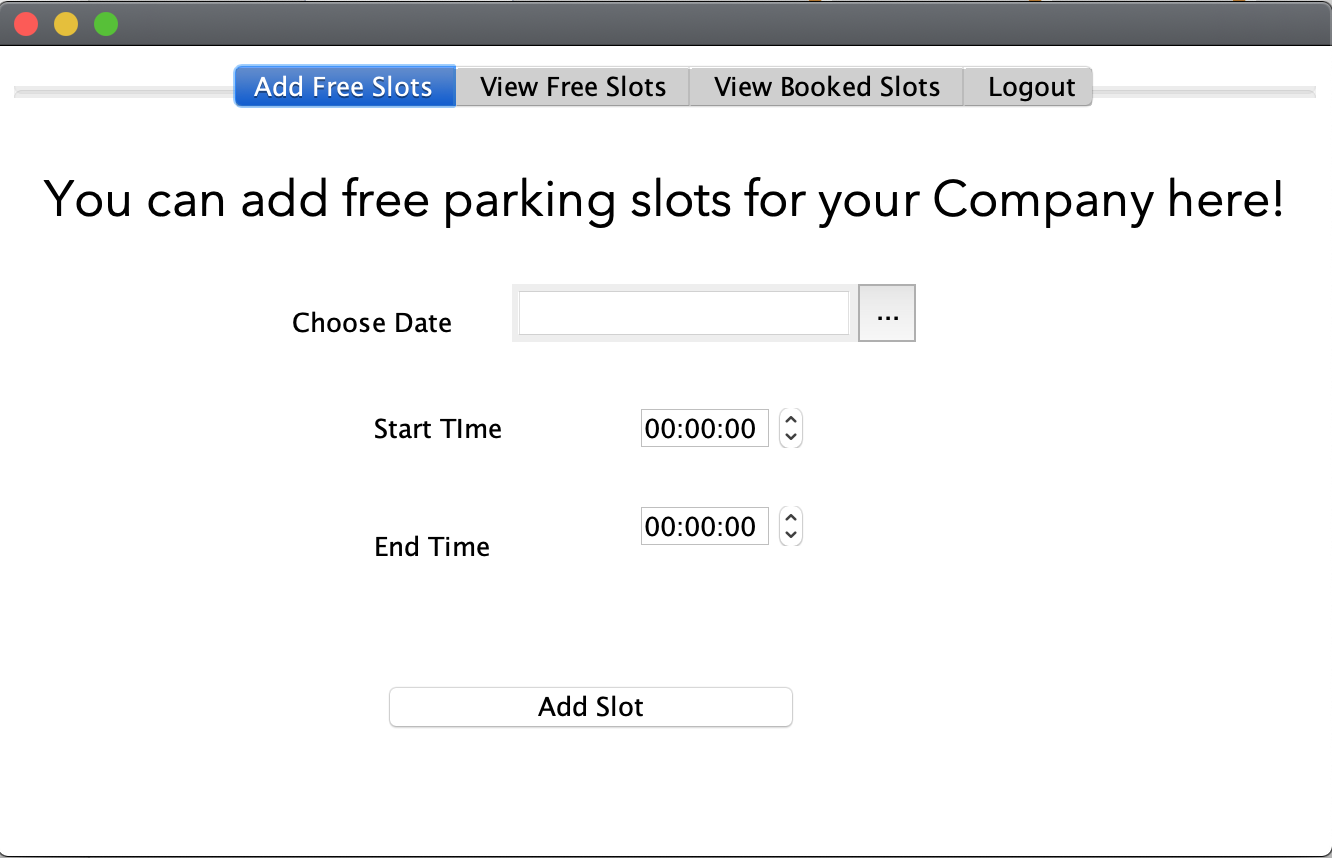 Add Free Slots View Free Slots View Booked Slots Logout
You can add free parking slots for your Company here!
Choose Date ...
Start TIme 00:00:00
End Time 00:00:00
Add Slot